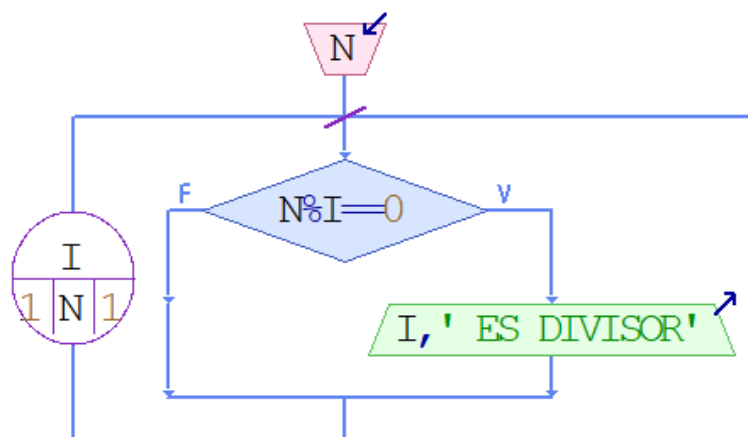 N
F
N%I==0
V
I
1 N 1
I,' ES DIVISOR'